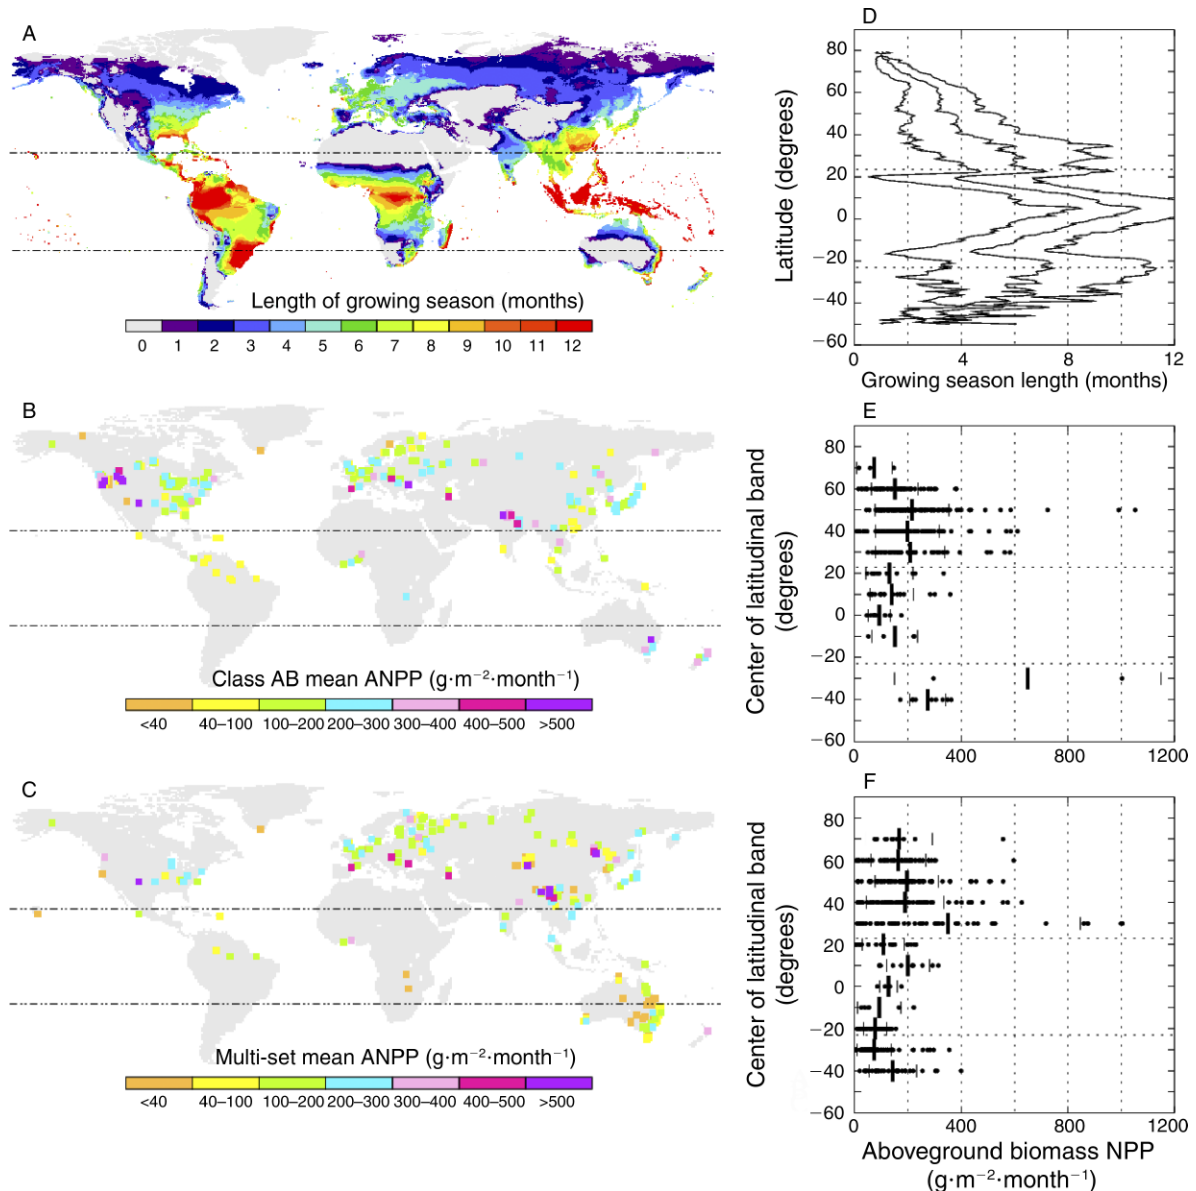 A
Length of growing season (months)
0 1 2 3 4 5 6 7 8 9 10 11 12
B
Class AB mean ANPP (g·m−2·month−1)
<40 40–100 100–200 200–300 300–400 400–500 >500
C
Multi-set mean ANPP (g·m−2·month−1)
<40 40–100 100–200 200–300 300–400 400–500 >500
D
Latitude (degrees)
80
60
40
20
0
−20
−40
−60
0 4 8 12
Growing season length (months)
E
Center of latitudinal band
(degrees)
80
60
40
20
0
−20
−40
−60
0 400 800 1200
F
Center of latitudinal band
(degrees)
80
60
40
20
0
−20
−40
−60
0 400 800 1200
Aboveground biomass NPP
(g·m−2·month−1)